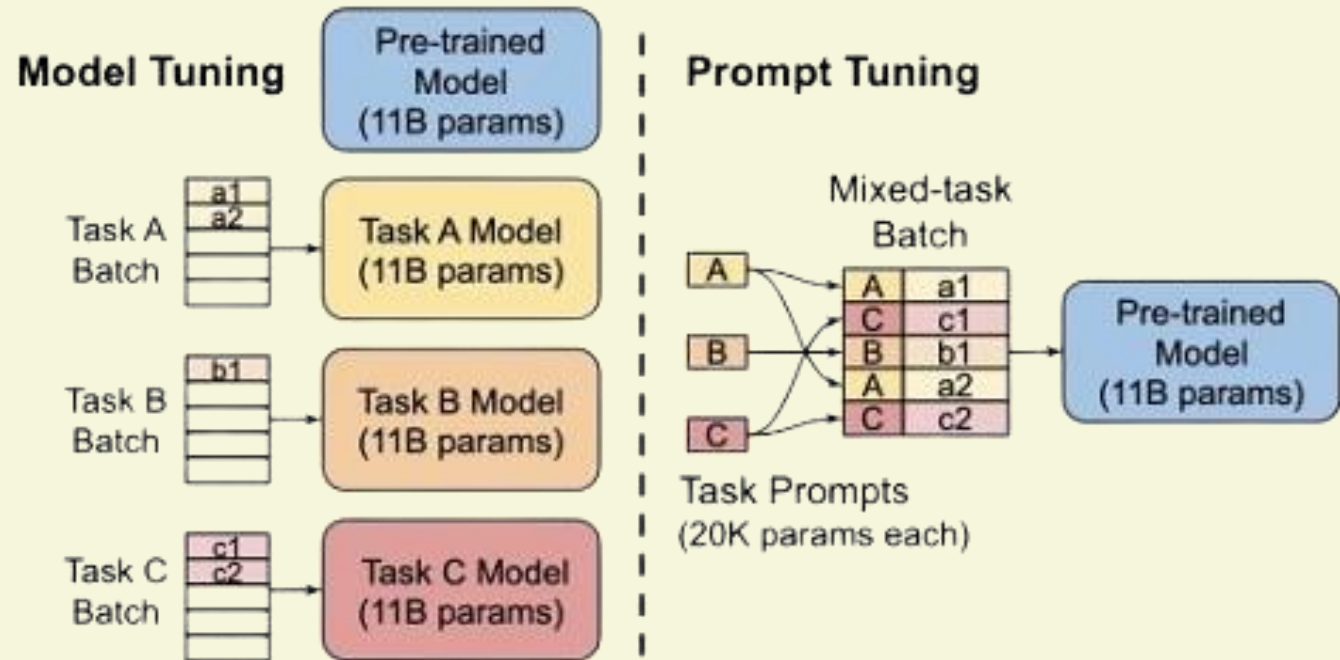 Model Tuning
Pre-trained
Model
(11B params)
Task A
Batch
a1
a2
Task A Model
(11B params)
Task B
Batch
b1
Task B Model
(11B params)
Task C
Batch
c1
c2
Task C Model
(11B params)
Prompt Tuning
Mixed-task
Batch
A
B
C
A a1
C c1
B b1
A a2
C c2
Task Prompts
(20K params each)
Pre-trained
Model
(11B params)